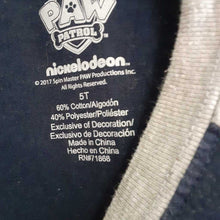 PAW
PATROL
nickelodeon
© 2017 Spin Master PAW Productions Inc.
All Rights Reserved.
5T
60% Cotton/Algodón
40% Polyester/Poliéster
Exclusive of Decoration/
Exclusivo de Decoración
Made in China
Hecho en China
RN#71868